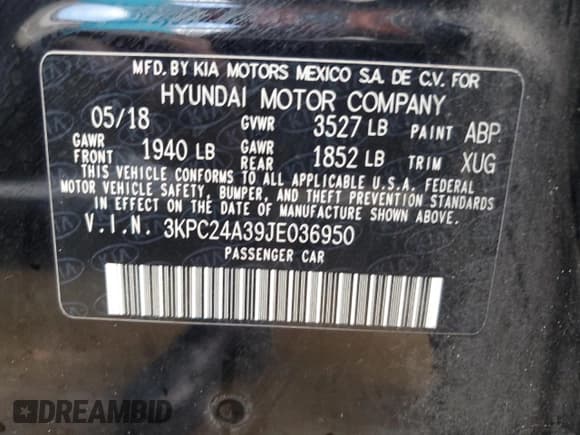 MFD. BY KIA MOTORS MEXICO S.A. DE C.V. FOR
HYUNDAI MOTOR COMPANY
05/18 GVWR 3527 LB PAINT ABP
GAWR FRONT 1940 LB GAWR REAR 1852 LB TRIM XUG
THIS VEHICLE CONFORMS TO ALL APPLICABLE U.S.A. FEDERAL
MOTOR VEHICLE SAFETY, BUMPER, AND THEFT PREVENTION STANDARDS
IN EFFECT ON THE DATE OF MANUFACTURE SHOWN ABOVE.
V.I.N. 3KPC24A39JE036950
PASSENGER CAR
DREAMBID